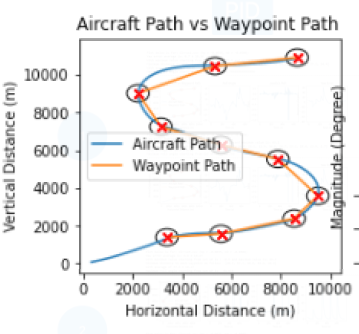 Aircraft Path vs Waypoint Path
10000
8000
6000
4000
2000
0
Vertical Distance (m)
Aircraft Path
Waypoint Path
Magnitude (Degree)
0 2000 4000 6000 8000 10000
Horizontal Distance (m)